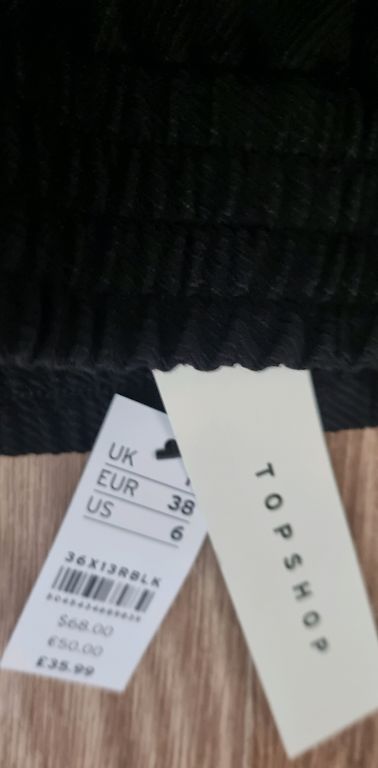 UK
EUR 38
US 6
36X13RBLK
$68.00
€50.00
£35.99
TOPSHOP